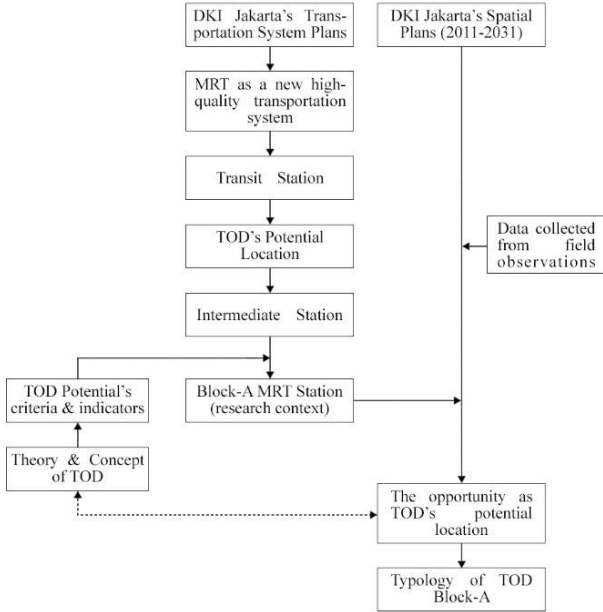 DKI Jakarta's Trans-
portation System Plans
DKI Jakarta's Spatial
Plans (2011-2031)
MRT as a new high-
quality transportation
system
Transit Station
TOD's Potential
Location
Data collected
from field
observations
Intermediate Station
TOD Potential's
criteria & indicators
Block-A MRT Station
(research context)
Theory & Concept
of TOD
The opportunity as
TOD's potential
location
Typology of TOD
Block-A